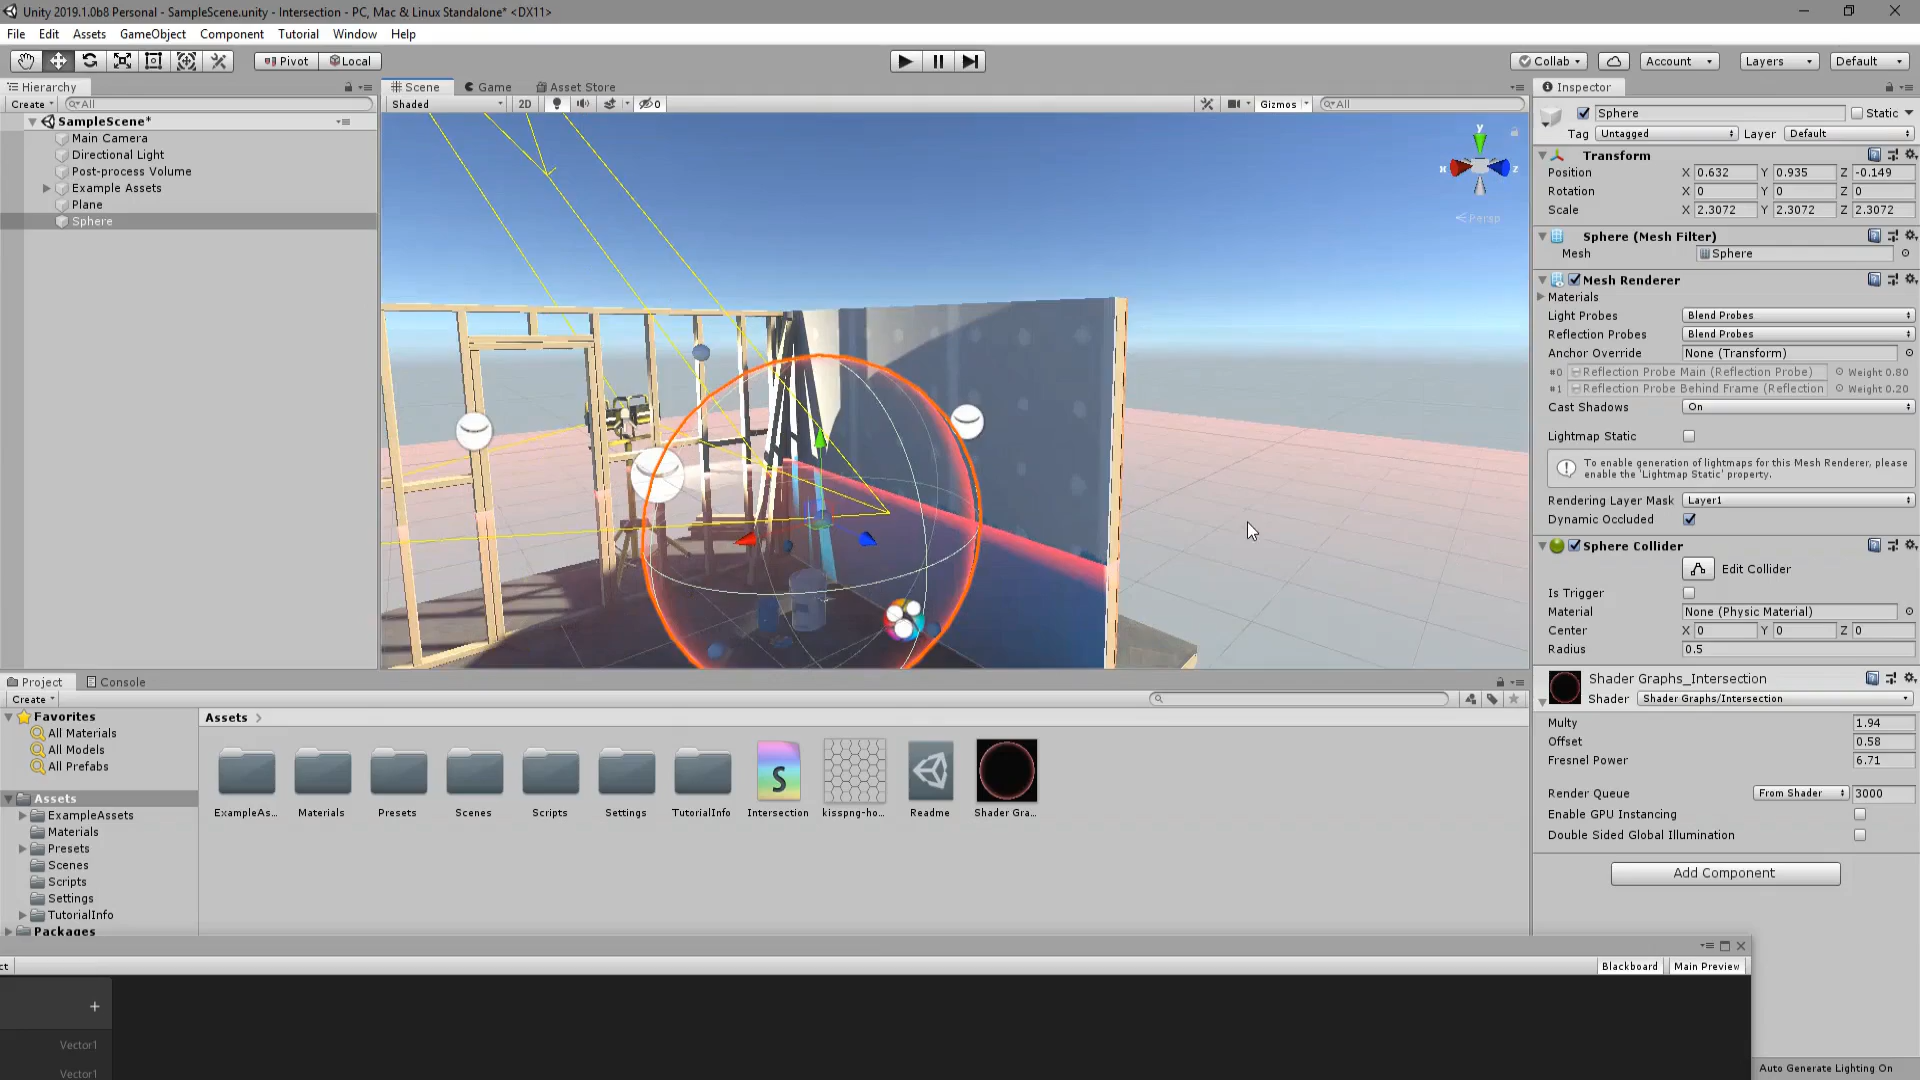 Unity 2019.1.0b8 Personal - SampleScene.unity - Intersection - PC, Mac & Linux Standalone* <DX11>
File Edit Assets GameObject Component Tutorial Window Help
Pivot Local Collab Account Layers Default
Hierarchy
Create All
SampleScene*
Main Camera
Directional Light
Post-process Volume
Example Assets
Plane
Sphere
Scene Game Asset Store
Shaded 2D 0 Gizmos All
y
x z
Persp
Inspector
Sphere Static
Tag Untagged Layer Default
Transform
Position X 0.632 Y 0.935 Z -0.149
Rotation X 0 Y 0 Z 0
Scale X 2.3072 Y 2.3072 Z 2.3072
Sphere (Mesh Filter)
Mesh Sphere
Mesh Renderer
Materials
Light Probes Blend Probes
Reflection Probes Blend Probes
Anchor Override None (Transform)
#0 Reflection Probe Main (Reflection Probe) Weight 0.80
#1 Reflection Probe Behind Frame (Reflection Weight 0.20
Cast Shadows On
Lightmap Static
To enable generation of lightmaps for this Mesh Renderer, please
enable the 'Lightmap Static' property.
Rendering Layer Mask Layer1
Dynamic Occluded
Sphere Collider
Edit Collider
Is Trigger
Material None (Physic Material)
Center X 0 Y 0 Z 0
Radius 0.5
Shader Graphs_Intersection
Shader Shader Graphs/Intersection
Multy 1.94
Offset 0.58
Fresnel Power 6.71
Render Queue From Shader 3000
Enable GPU Instancing
Double Sided Global Illumination
Add Component
Project Console
Create
Favorites
All Materials
All Models
All Prefabs
Assets
ExampleAssets
Materials
Presets
Scenes
Scripts
Settings
TutorialInfo
Packages
Assets
S
ExampleAs... Materials Presets Scenes Scripts Settings TutorialInfo Intersection kisspng-ho... Readme Shader Gra...
ct Blackboard Main Preview
+
Vector1
Vector1
Auto Generate Lighting On